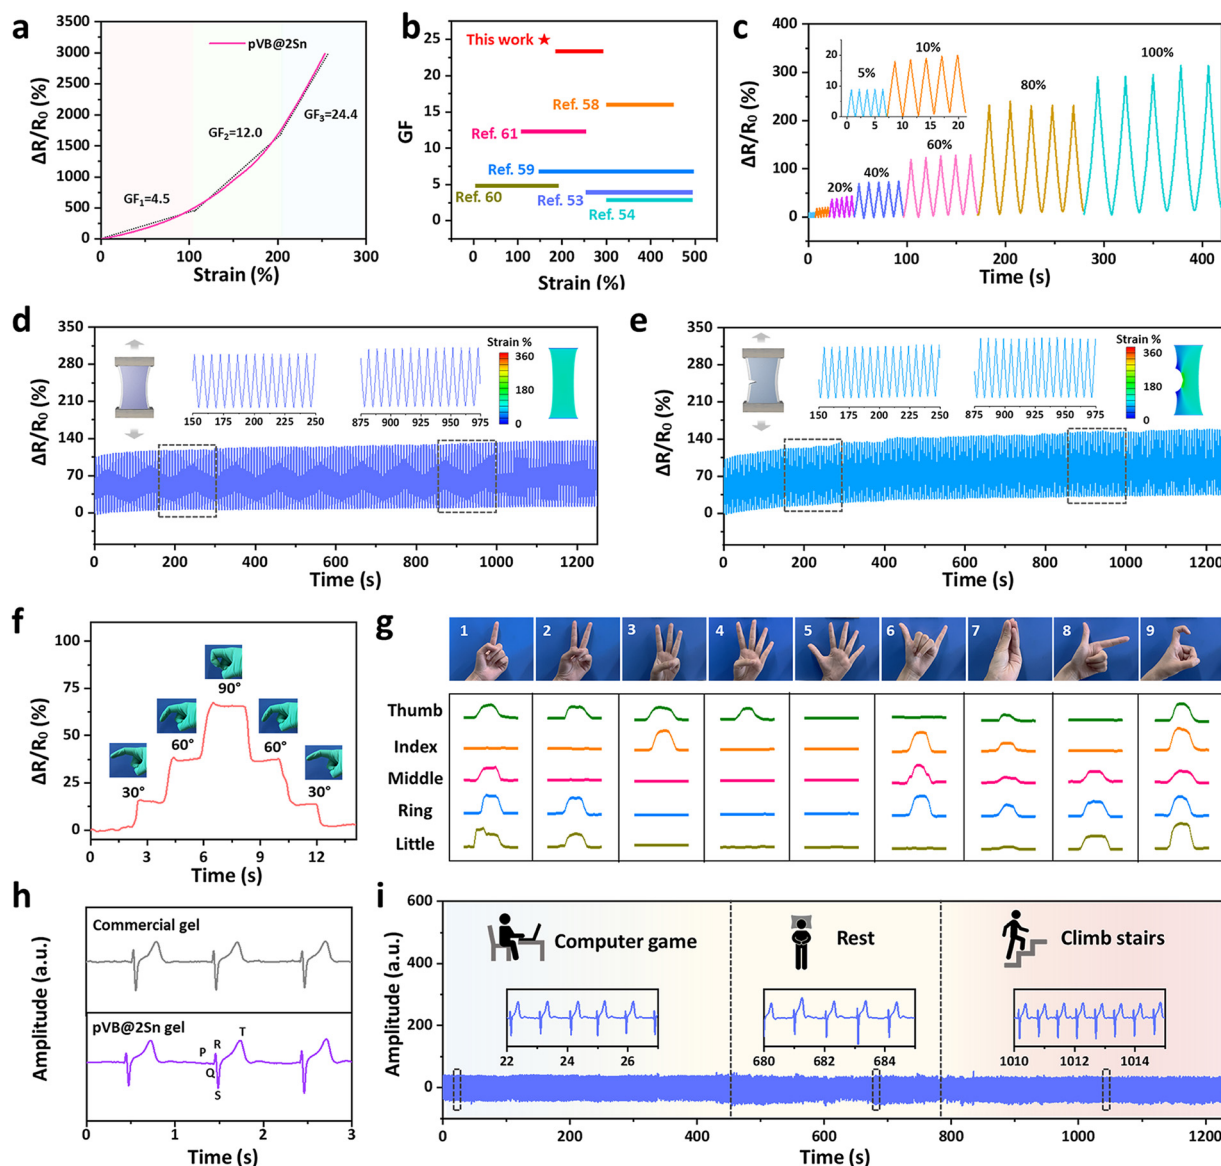 a
3500
3000
2500
2000
1500
1000
500
0
ΔR/R₀ (%)
pVB@2Sn
GF₁=4.5
GF₂=12.0
GF₃=24.4
0 100 200 300
Strain (%)
b
25
20
15
10
5
0
GF
This work ★
Ref. 58
Ref. 61
Ref. 59
Ref. 60
Ref. 53
Ref. 54
0 100 200 300 400 500
Strain (%)
c
400
300
200
100
0
ΔR/R₀ (%)
20
10
0
5%
10%
0 5 10 15 20
20%
40%
60%
80%
100%
0 100 200 300 400
Time (s)
d
350
280
210
140
70
0
ΔR/R₀ (%)
150 175 200 225 250
875 900 925 950 975
Strain %
360
180
0
0 200 400 600 800 1000 1200
Time (s)
e
350
280
210
140
70
0
ΔR/R₀ (%)
150 175 200 225 250
875 900 925 950 975
Strain %
360
180
0
0 200 400 600 800 1000 1200
Time (s)
f
100
75
50
25
0
ΔR/R₀ (%)
30°
60°
90°
60°
30°
0 3 6 9 12
Time (s)
g
1 2 3 4 5 6 7 8 9
Thumb
Index
Middle
Ring
Little
h
Amplitude (a.u.)
Commercial gel
pVB@2Sn gel
P
Q
R
S
T
0 1 2 3
Time (s)
i
600
400
200
0
Amplitude (a.u.)
Computer game
Rest
Climb stairs
22 24 26
680 682 684
1010 1012 1014
0 200 400 600 800 1000 1200
Time (s)